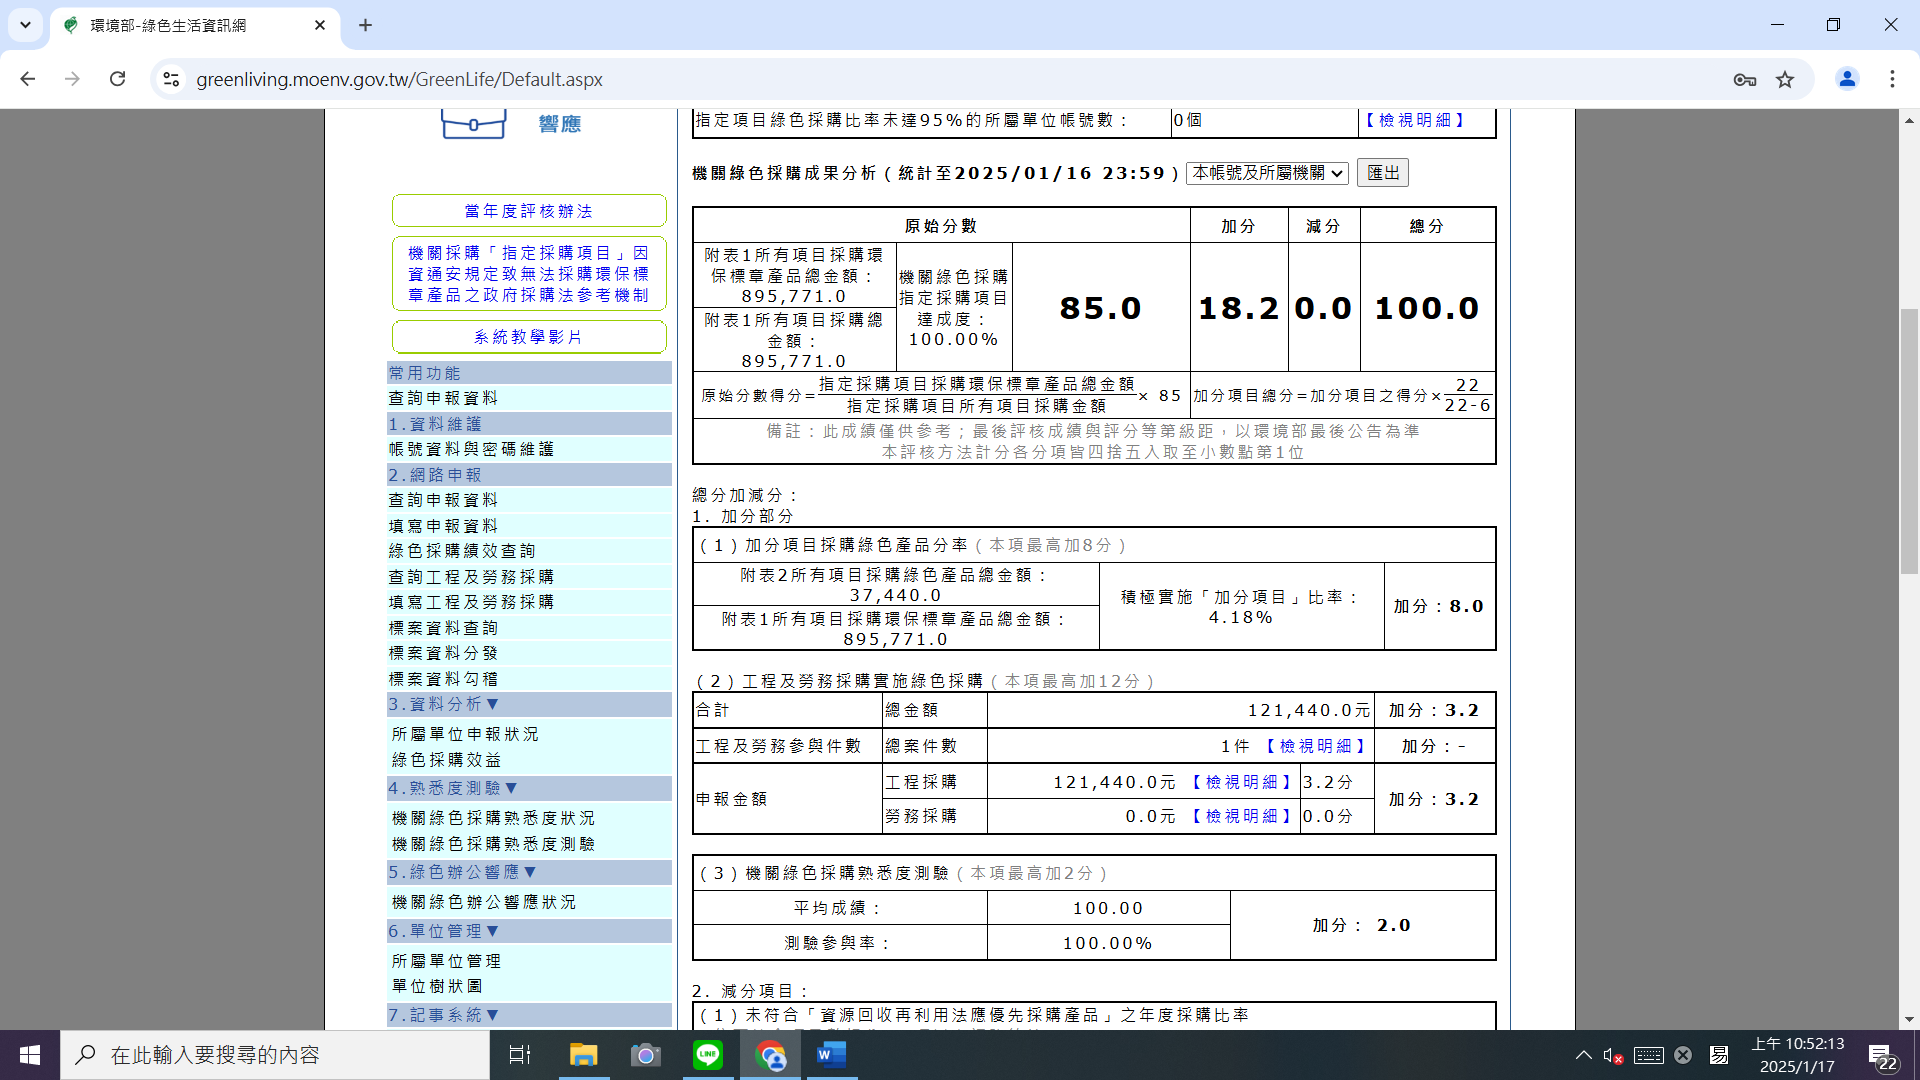 環境部-綠色生活資訊網
greenliving.moenv.gov.tw/GreenLife/Default.aspx
響應
當年度評核辦法
機關採購「指定採購項目」因
資通安規定致無法採購環保標
章產品之政府採購法參考機制
系統教學影片
常用功能
查詢申報資料
1.資料維護
帳號資料與密碼維護
2.網路申報
查詢申報資料
填寫申報資料
綠色採購績效查詢
查詢工程及勞務採購
填寫工程及勞務採購
標案資料查詢
標案資料分發
標案資料勾稽
3.資料分析▼
所屬單位申報狀況
綠色採購效益
4.熟悉度測驗▼
機關綠色採購熟悉度狀況
機關綠色採購熟悉度測驗
5.綠色辦公響應▼
機關綠色辦公響應狀況
6.單位管理▼
所屬單位管理
單位樹狀圖
7.記事系統▼
指定項目綠色採購比率未達95%的所屬單位帳號數： 0個 【檢視明細】
機關綠色採購成果分析（統計至2025/01/16 23:59） 本帳號及所屬機關 匯出
原始分數 加分 減分 總分
附表1所有項目採購環
保標章產品總金額：
895,771.0
附表1所有項目採購總
金額：
895,771.0
機關綠色採購
指定採購項目
達成度：
100.00%
85.0 18.2 0.0 100.0
原始分數得分=指定採購項目採購環保標章產品總金額
指定採購項目所有項目採購金額
× 85
加分項目總分=加分項目之得分×22
22-6
備註：此成績僅供參考；最後評核成績與評分等第級距，以環境部最後公告為準
本評核方法計分各分項皆四捨五入取至小數點第1位
總分加減分：
1. 加分部分
（1）加分項目採購綠色產品分率（本項最高加8分）
附表2所有項目採購綠色產品總金額：
37,440.0
附表1所有項目採購環保標章產品總金額：
895,771.0
積極實施「加分項目」比率：
4.18%
加分：8.0
（2）工程及勞務採購實施綠色採購（本項最高加12分）
合計 總金額 121,440.0元 加分：3.2
工程及勞務參與件數 總案件數 1件 【檢視明細】 加分：-
申報金額 工程採購 121,440.0元 【檢視明細】 3.2分 加分：3.2
勞務採購 0.0元 【檢視明細】 0.0分
（3）機關綠色採購熟悉度測驗（本項最高加2分）
平均成績： 100.00
測驗參與率： 100.00%
加分： 2.0
2. 減分項目：
（1）未符合「資源回收再利用法應優先採購產品」之年度採購比率
在此輸入要搜尋的內容
LINE
W
易
上午 10:52:13
2025/1/17
22